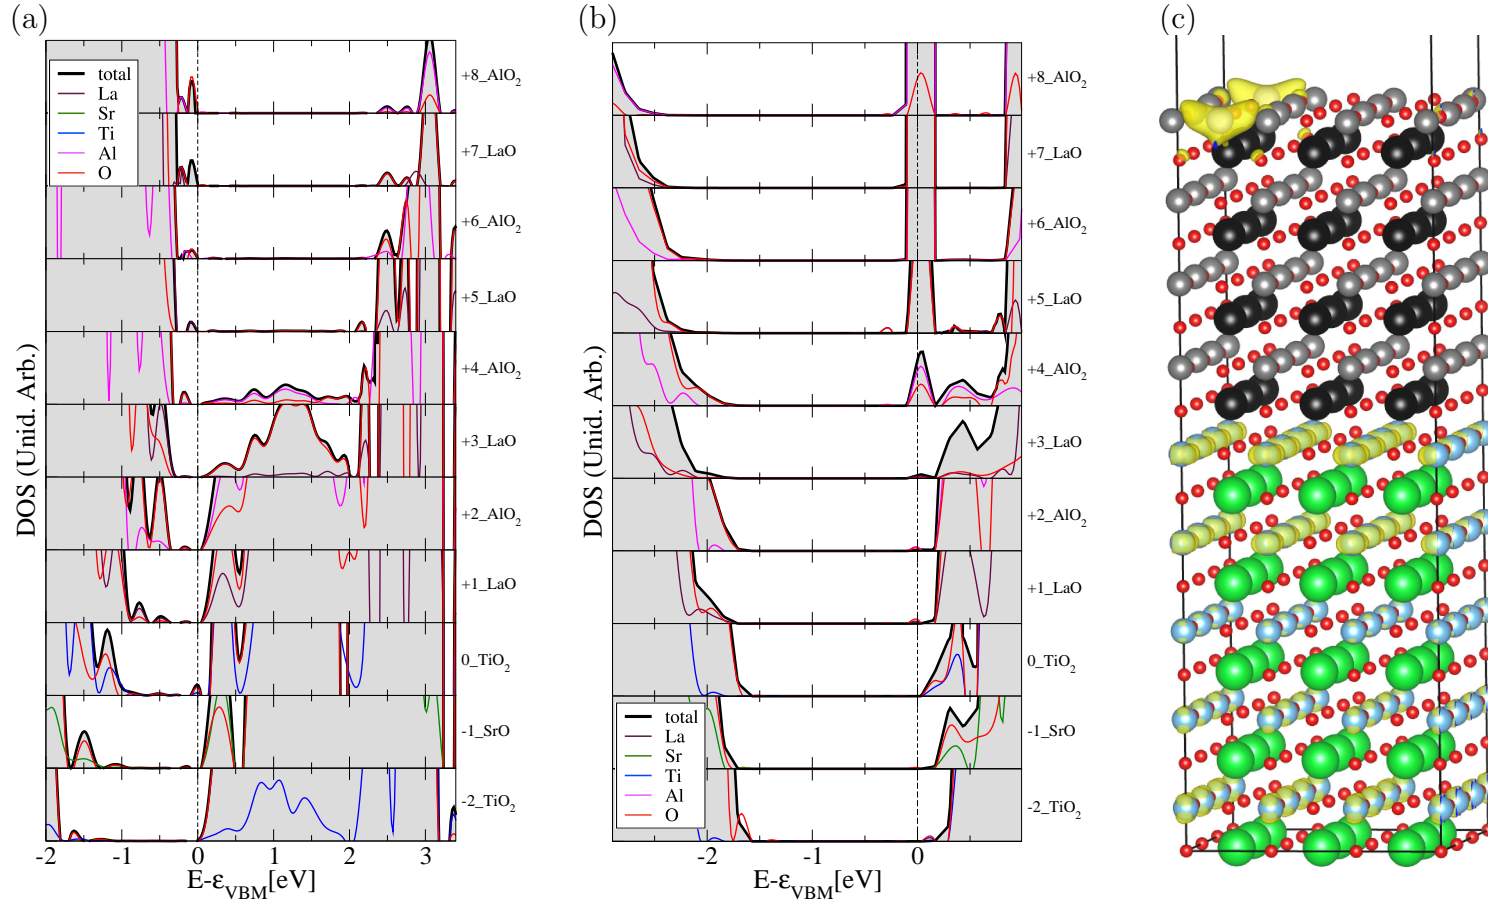 (a)
(b)
(c)
DOS (Unid. Arb.)
total
La
Sr
Ti
Al
O
+8_AlO2
+7_LaO
+6_AlO2
+5_LaO
+4_AlO2
+3_LaO
+2_AlO2
+1_LaO
0_TiO2
-1_SrO
-2_TiO2
-2 -1 0 1 2 3
E-εVBM[eV]
DOS (Unid. Arb.)
+8_AlO2
+7_LaO
+6_AlO2
+5_LaO
+4_AlO2
+3_LaO
+2_AlO2
+1_LaO
0_TiO2
-1_SrO
-2_TiO2
total
La
Sr
Ti
Al
O
-2 -1 0
E-εVBM[eV]